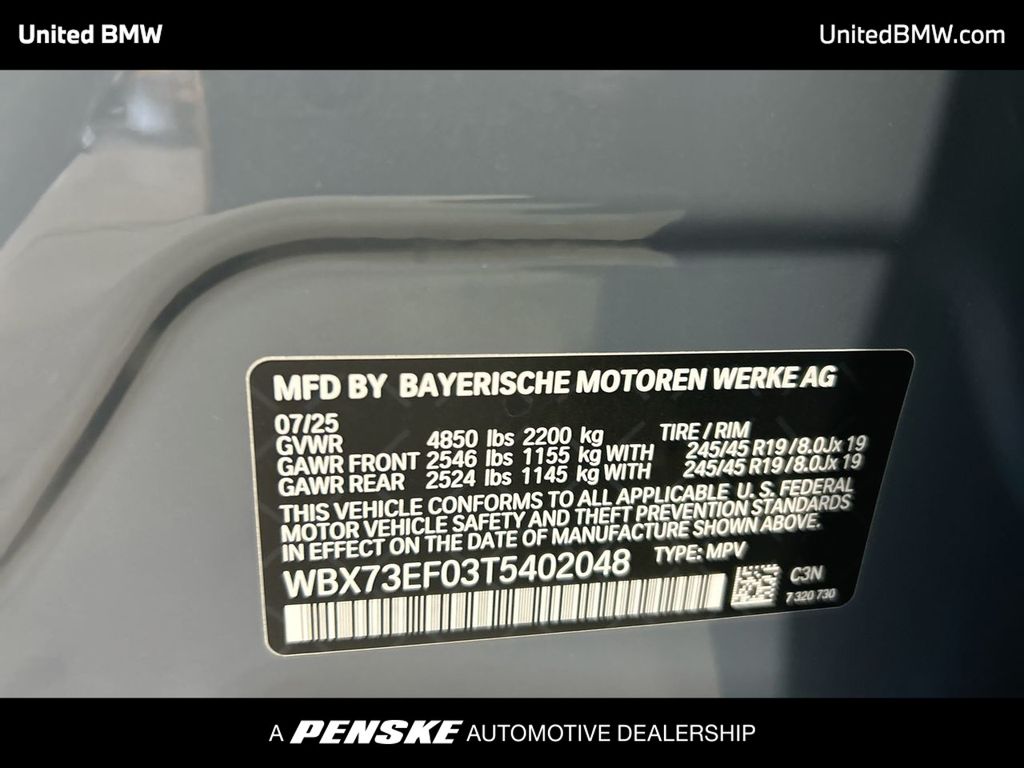 United BMW
UnitedBMW.com
MFD BY BAYERISCHE MOTOREN WERKE AG
07/25
GVWR 4850 lbs 2200 kg TIRE / RIM
GAWR FRONT 2546 lbs 1155 kg WITH 245/45 R19 / 8.0Jx 19
GAWR REAR 2524 lbs 1145 kg WITH 245/45 R19 / 8.0Jx 19
THIS VEHICLE CONFORMS TO ALL APPLICABLE U. S. FEDERAL
MOTOR VEHICLE SAFETY AND THEFT PREVENTION STANDARDS
IN EFFECT ON THE DATE OF MANUFACTURE SHOWN ABOVE.
WBX73EF03T5402048 TYPE: MPV
C3N
7 320 730
A PENSKE AUTOMOTIVE DEALERSHIP